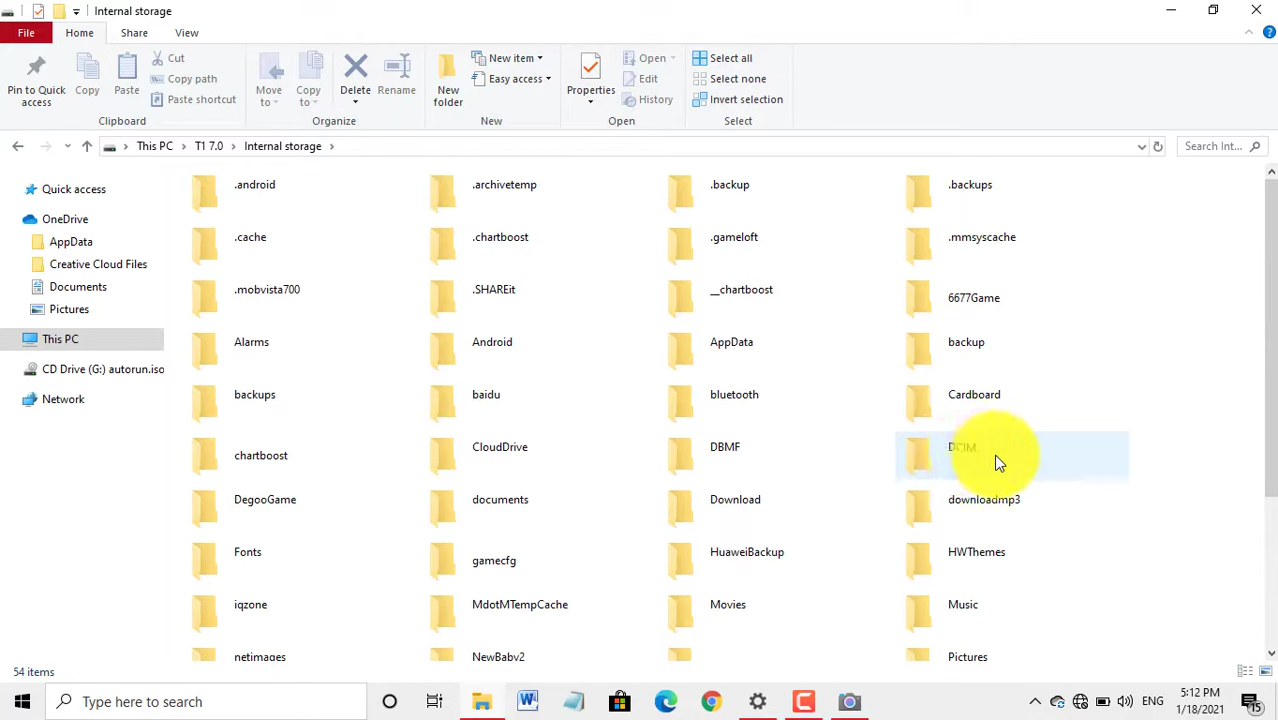 Internal storage
File
Home
Share
View
Pin to Quick access
Copy
Paste
Cut
Copy path
Paste shortcut
Clipboard
Move to
Copy to
Delete
Rename
Organize
New folder
New item
Easy access
New
Properties
Open
Edit
History
Open
Select all
Select none
Invert selection
Select
This PC
T1 7.0
Internal storage
Search Int...
Quick access
OneDrive
AppData
Creative Cloud Files
Documents
Pictures
This PC
CD Drive (G:) autorun.iso
Network
.android
.archivetemp
.backup
.backups
.cache
.chartboost
.gameloft
.mmsyscache
.mobvista700
.SHAREit
__chartboost
6677Game
Alarms
Android
AppData
backup
backups
baidu
bluetooth
Cardboard
chartboost
CloudDrive
DBMF
DCIM
DegooGame
documents
Download
downloadmp3
Fonts
gamecfg
HuaweiBackup
HWThemes
iqzone
MdotMTempCache
Movies
Music
netimages
NewBaby2
Pictures
54 items
Type here to search
ENG
5:12 PM
1/18/2021
15